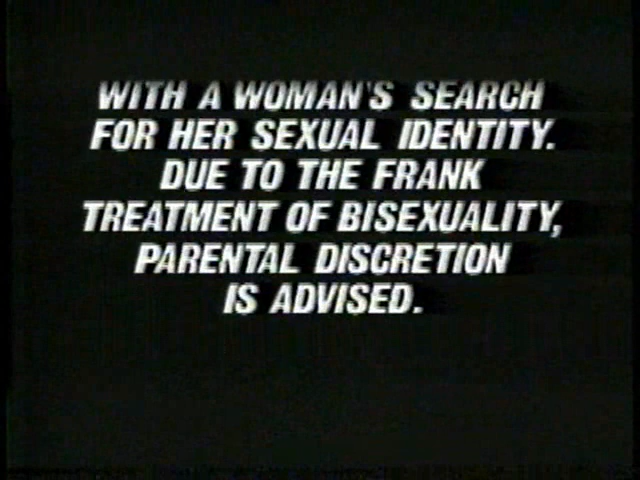 WITH A WOMAN'S SEARCH
FOR HER SEXUAL IDENTITY.
DUE TO THE FRANK
TREATMENT OF BISEXUALITY,
PARENTAL DISCRETION
IS ADVISED.